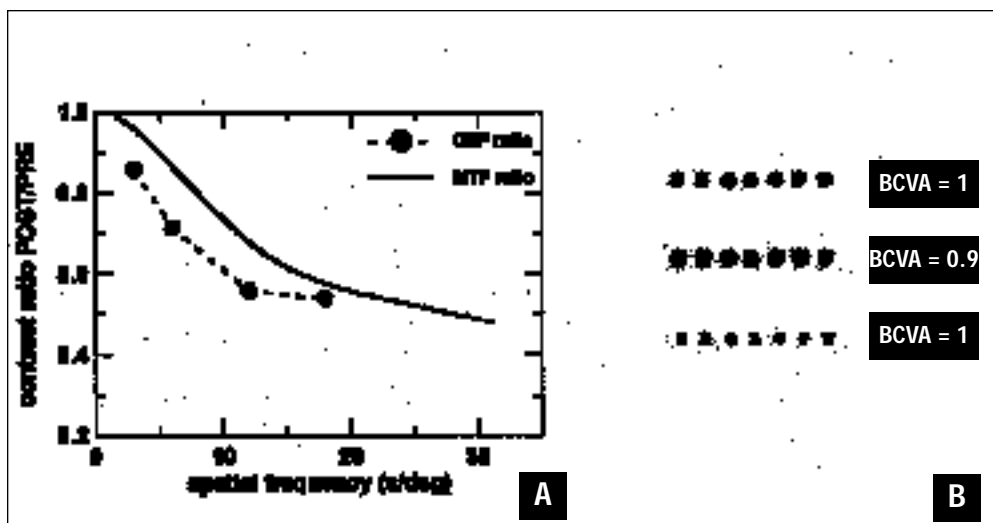 1.0
CSF ratio
MTF ratio
0.8
0.6
0.4
0.2
contrast ratio POST/PRE
0 10 20 30
spatial frequency (c/deg)
A
BCVA = 1
BCVA = 0.9
BCVA = 1
B